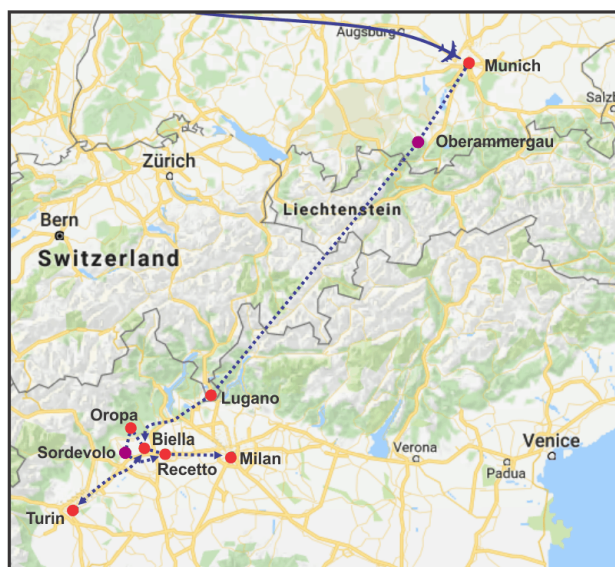 Augsburg
Munich
Salzb
Oberammergau
Zürich
Liechtenstein
Bern
Switzerland
Lugano
Oropa
Biella
Sordevolo
Recetto
Milan
Verona
Venice
Padua
Turin